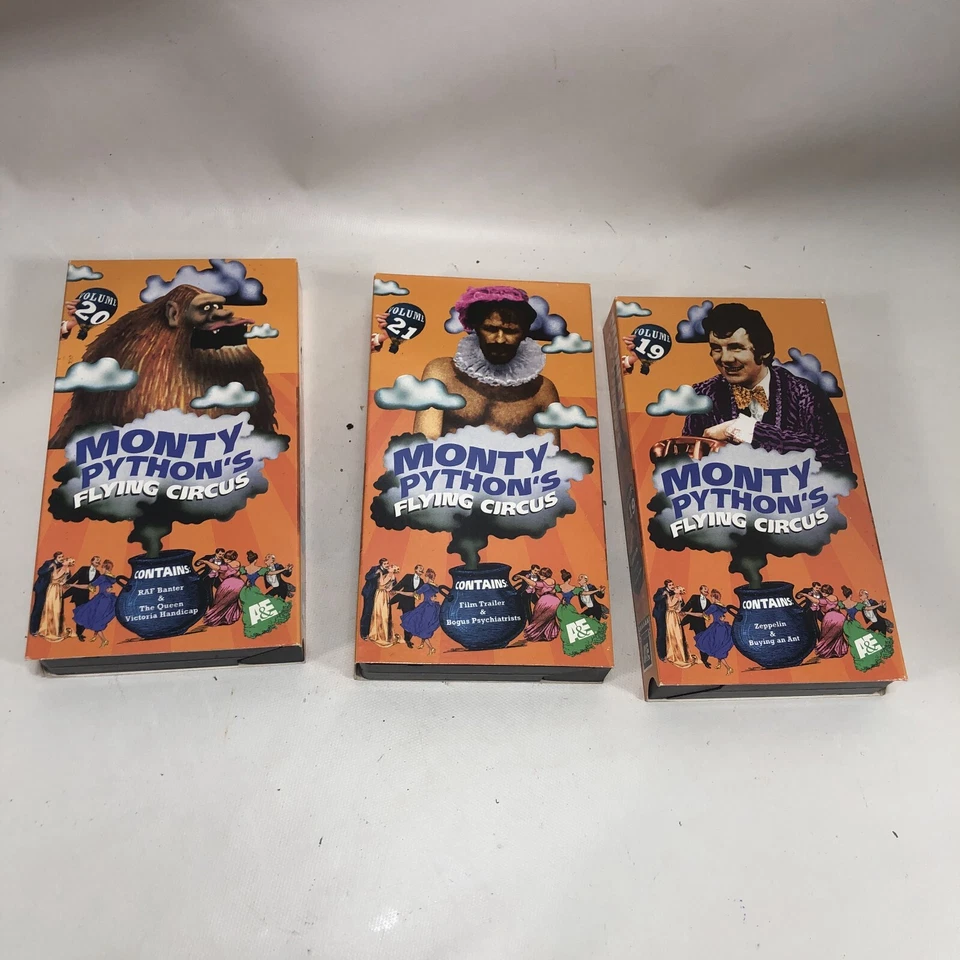 VOLUME
20
MONTY
PYTHON'S
FLYING CIRCUS
CONTAINS:
RAF Banter
&
The Queen
Victoria Handicap
A&E
VOLUME
21
MONTY
PYTHON'S
FLYING CIRCUS
CONTAINS:
Film Trailer
&
Bogus Psychiatrists
A&E
VOLUME
19
MONTY
PYTHON'S
FLYING CIRCUS
CONTAINS:
Zeppelin
&
Buying an Ant
A&E